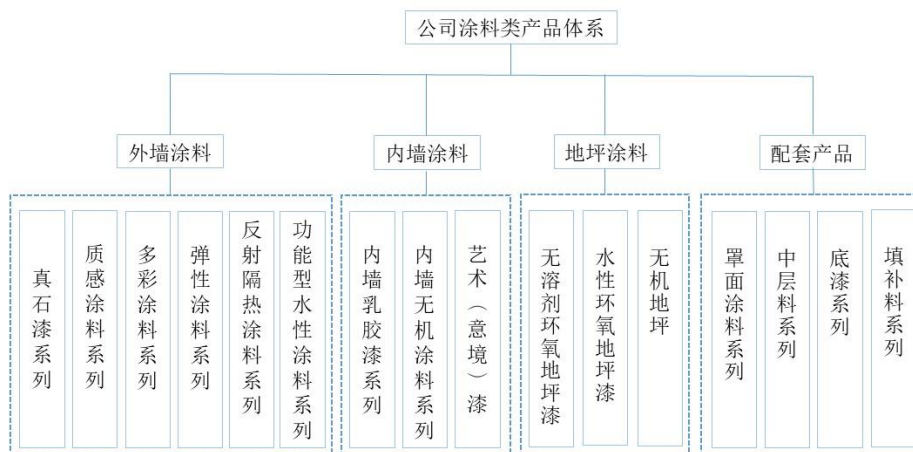 公司涂料类产品体系
外墙涂料
内墙涂料
地坪涂料
配套产品
真石漆系列
质感涂料系列
多彩涂料系列
弹性涂料系列
反射隔热涂料系列
功能型水性涂料系列
内墙乳胶漆系列
内墙无机涂料系列
艺术（意境）漆
无溶剂环氧地坪漆
水性环氧地坪漆
无机地坪
罩面涂料系列
中层料系列
底漆系列
填补料系列